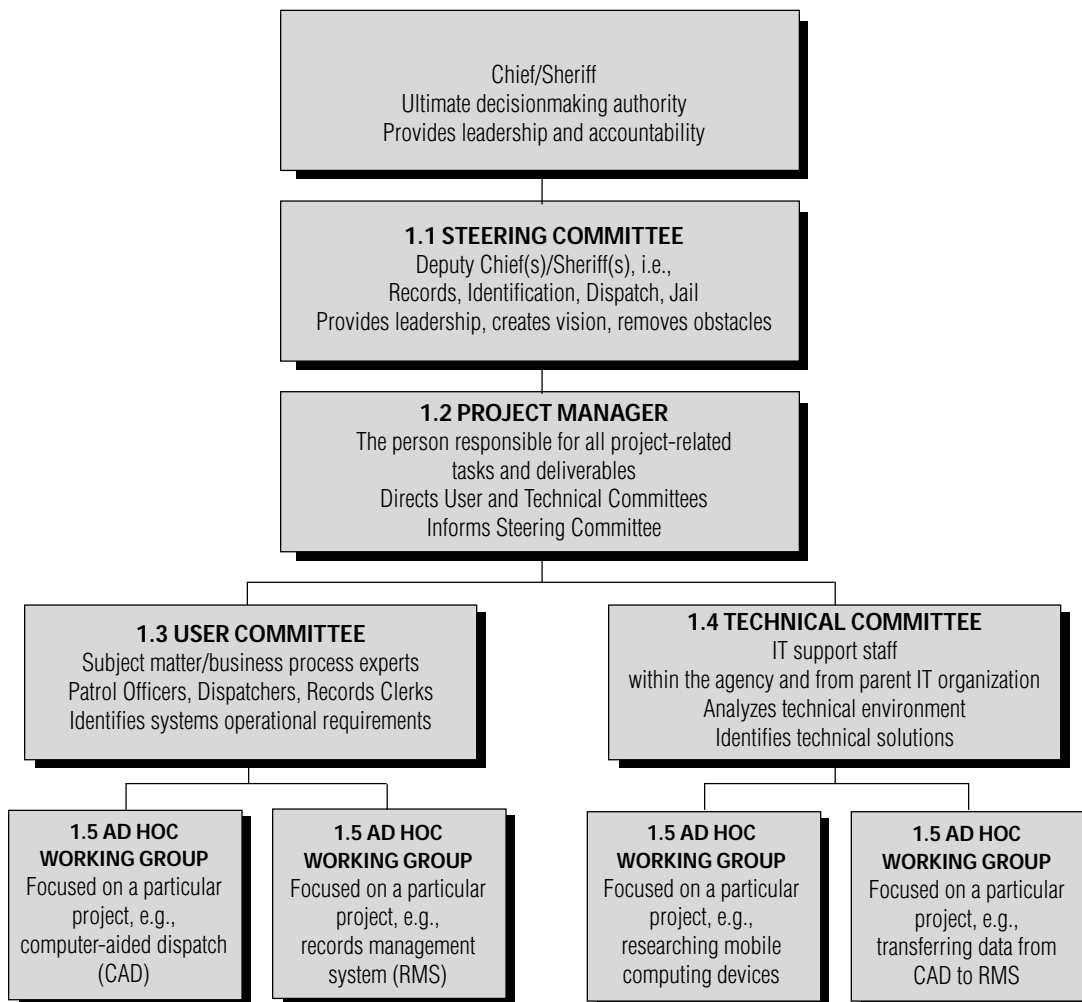 Chief/Sheriff
Ultimate decisionmaking authority
Provides leadership and accountability
1.1 STEERING COMMITTEE
Deputy Chief(s)/Sheriff(s), i.e.,
Records, Identification, Dispatch, Jail
Provides leadership, creates vision, removes obstacles
1.2 PROJECT MANAGER
The person responsible for all project-related
tasks and deliverables
Directs User and Technical Committees
Informs Steering Committee
1.3 USER COMMITTEE
Subject matter/business process experts
Patrol Officers, Dispatchers, Records Clerks
Identifies systems operational requirements
1.4 TECHNICAL COMMITTEE
IT support staff
within the agency and from parent IT organization
Analyzes technical environment
Identifies technical solutions
1.5 AD HOC
WORKING GROUP
Focused on a particular
project, e.g.,
computer-aided dispatch
(CAD)
1.5 AD HOC
WORKING GROUP
Focused on a particular
project, e.g.,
records management
system (RMS)
1.5 AD HOC
WORKING GROUP
Focused on a particular
project, e.g.,
researching mobile
computing devices
1.5 AD HOC
WORKING GROUP
Focused on a particular
project, e.g.,
transferring data from
CAD to RMS